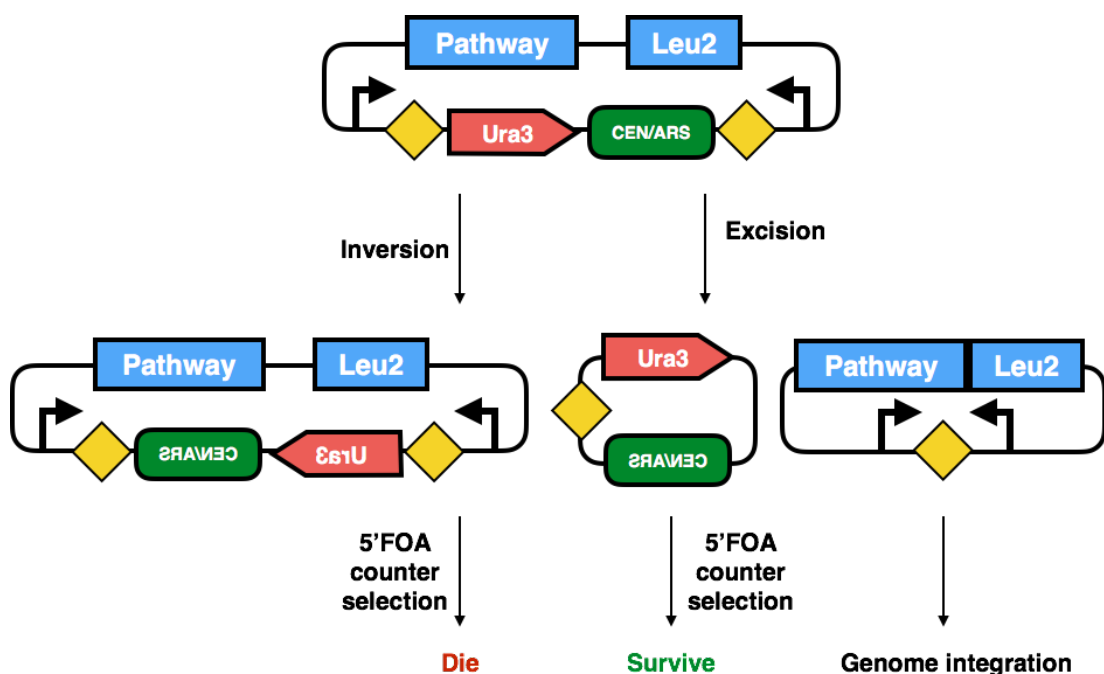 Pathway
Leu2
Ura3
CEN/ARS
Inversion
Excision
Pathway
Leu2
CEN/ARS
Ura3
Ura3
CEN/ARS
Pathway
Leu2
5'FOA
counter
selection
5'FOA
counter
selection
Die
Survive
Genome integration